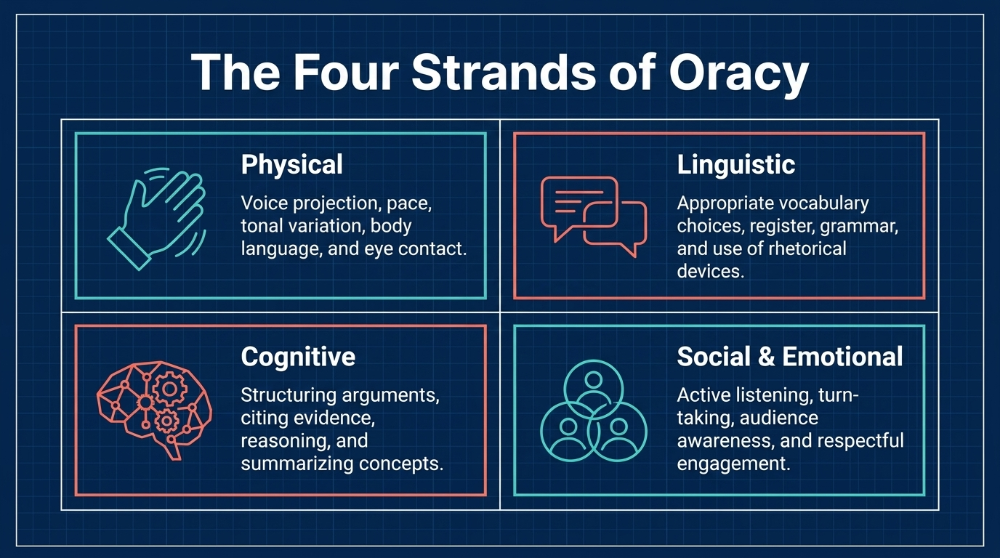 The Four Strands of Oracy
Physical
Voice projection, pace,
tonal variation, body
language, and eye contact.
Linguistic
Appropriate vocabulary
choices, register, grammar,
and use of rhetorical
devices.
Cognitive
Structuring arguments,
citing evidence,
reasoning, and
summarizing concepts.
Social & Emotional
Active listening, turn-
taking, audience
awareness, and respectful
engagement.